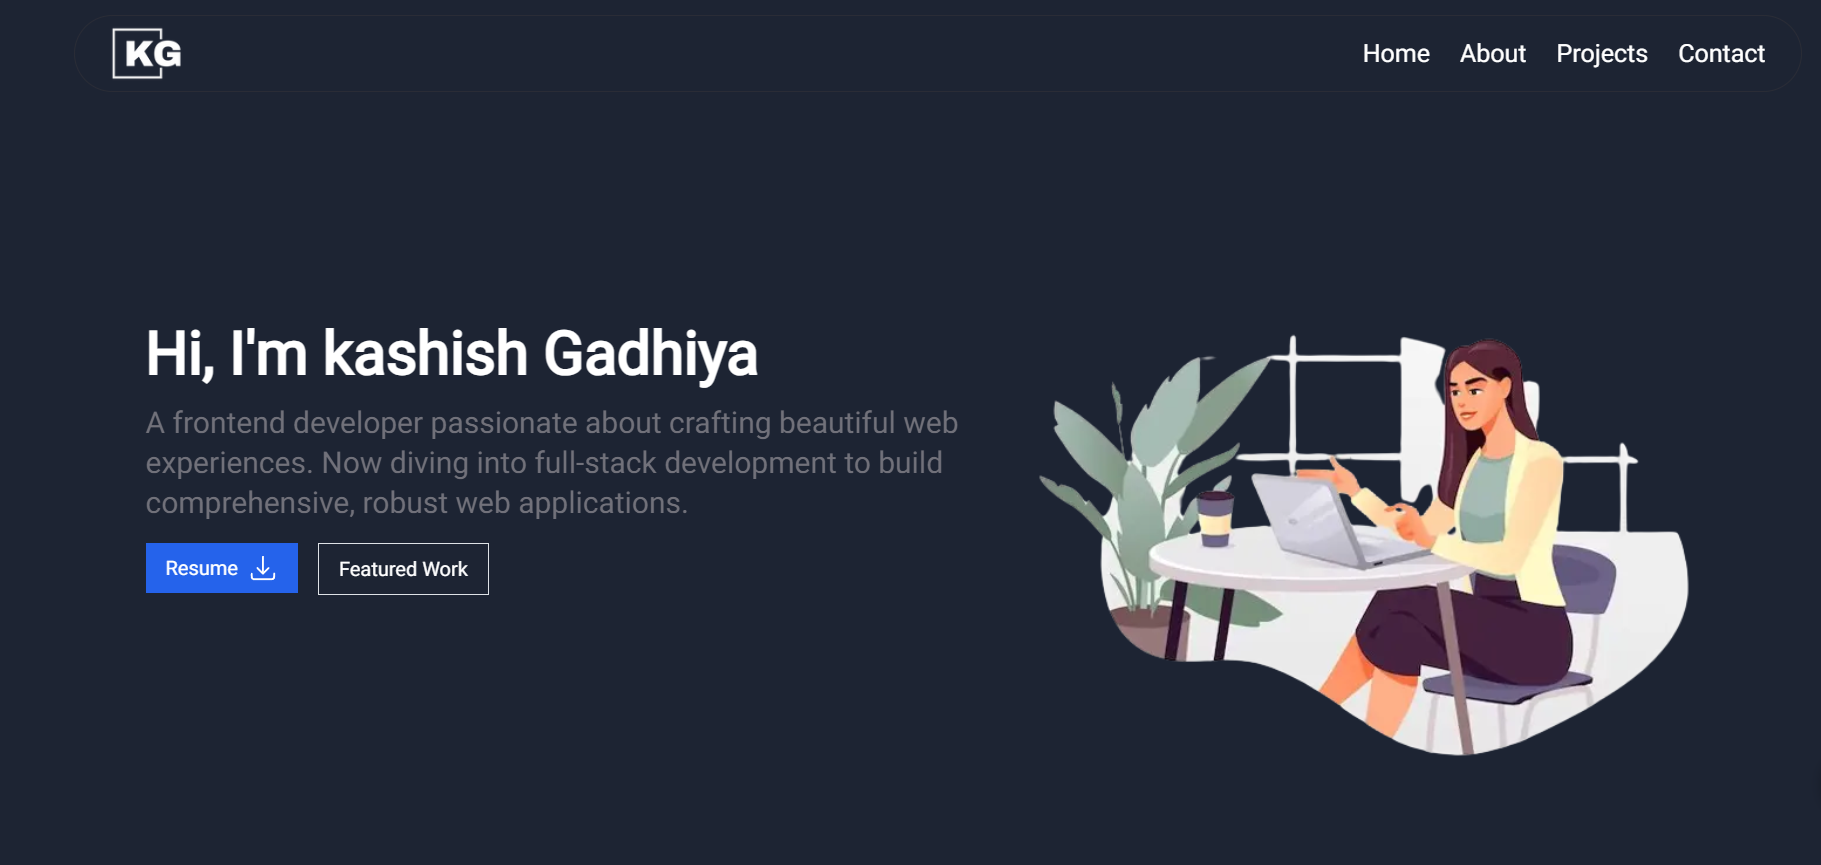 KG
Home About Projects Contact
Hi, I'm kashish Gadhiya
A frontend developer passionate about crafting beautiful web
experiences. Now diving into full-stack development to build
comprehensive, robust web applications.
Resume Featured Work